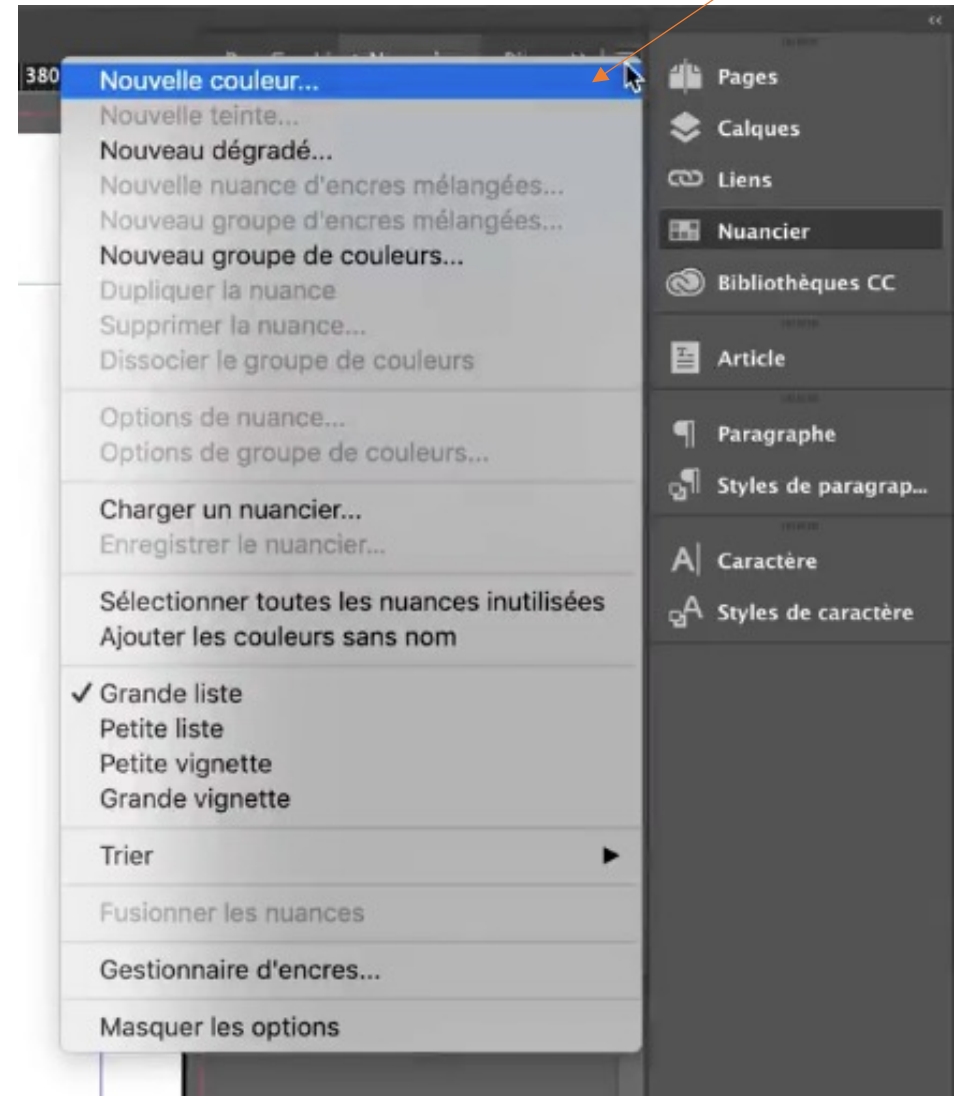 380
Nouvelle couleur...
Nouvelle teinte...
Nouveau dégradé...
Nouvelle nuance d'encres mélangées...
Nouveau groupe d'encres mélangées...
Nouveau groupe de couleurs...
Dupliquer la nuance
Supprimer la nuance...
Dissocier le groupe de couleurs
Options de nuance...
Options de groupe de couleurs...
Charger un nuancier...
Enregistrer le nuancier...
Sélectionner toutes les nuances inutilisées
Ajouter les couleurs sans nom
✓ Grande liste
Petite liste
Petite vignette
Grande vignette
Trier
Fusionner les nuances
Gestionnaire d'encres...
Masquer les options
Pages
Calques
Liens
Nuancier
Bibliothèques CC
Article
Paragraphe
Styles de paragrap...
Caractère
Styles de caractère